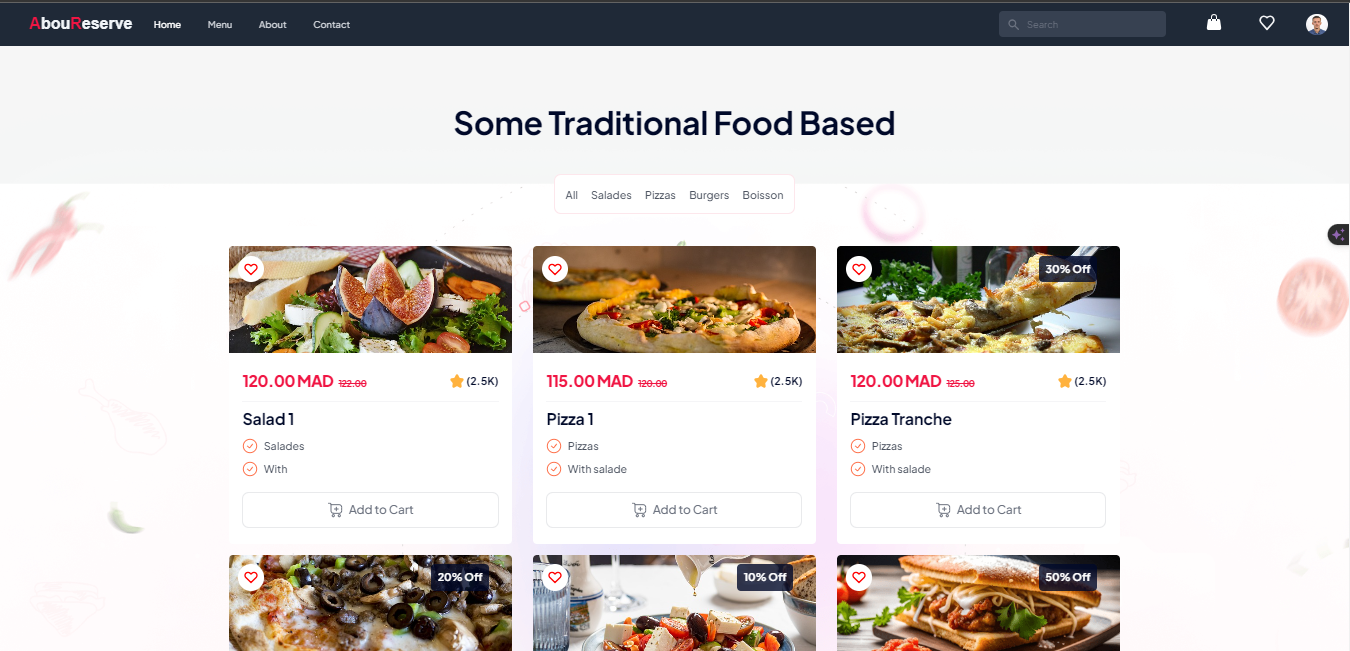 AbouReserve Home Menu About Contact Search
Some Traditional Food Based
All Salades Pizzas Burgers Boisson
30% Off
120.00 MAD 122.00 (2.5K)
Salad 1
Salades
With
Add to Cart
115.00 MAD 120.00 (2.5K)
Pizza 1
Pizzas
With salade
Add to Cart
120.00 MAD 125.00 (2.5K)
Pizza Tranche
Pizzas
With salade
Add to Cart
20% Off
10% Off
50% Off